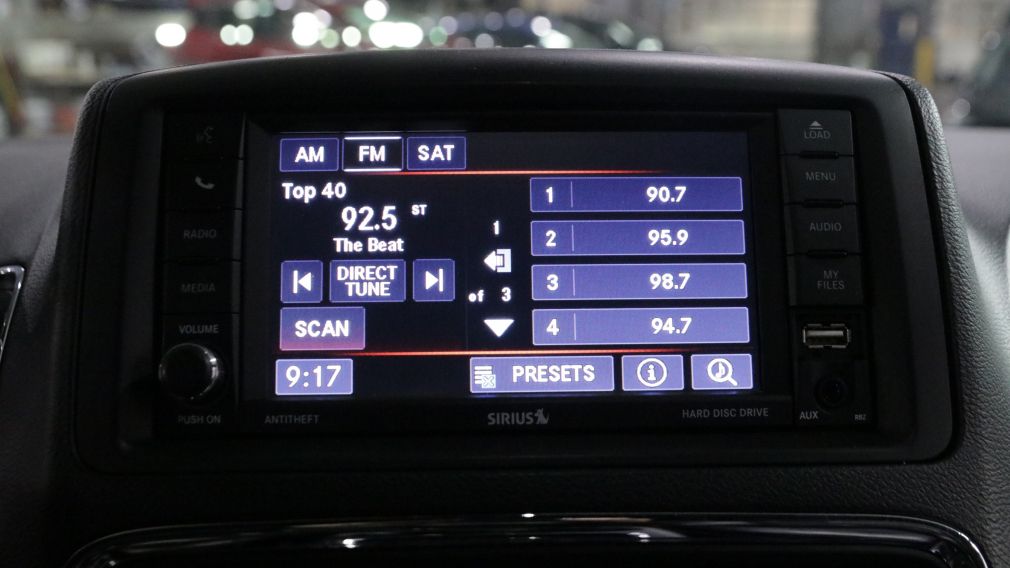 AM FM SAT
Top 40
92.5 ST
The Beat
DIRECT
TUNE
SCAN
9:17
1
of 3
1 90.7
2 95.9
3 98.7
4 94.7
PRESETS
i
RADIO
MEDIA
VOLUME
PUSH ON
LOAD
MENU
AUDIO
MY
FILES
AUX RBZ
ANTITHEFT
SIRIUS
HARD DISC DRIVE